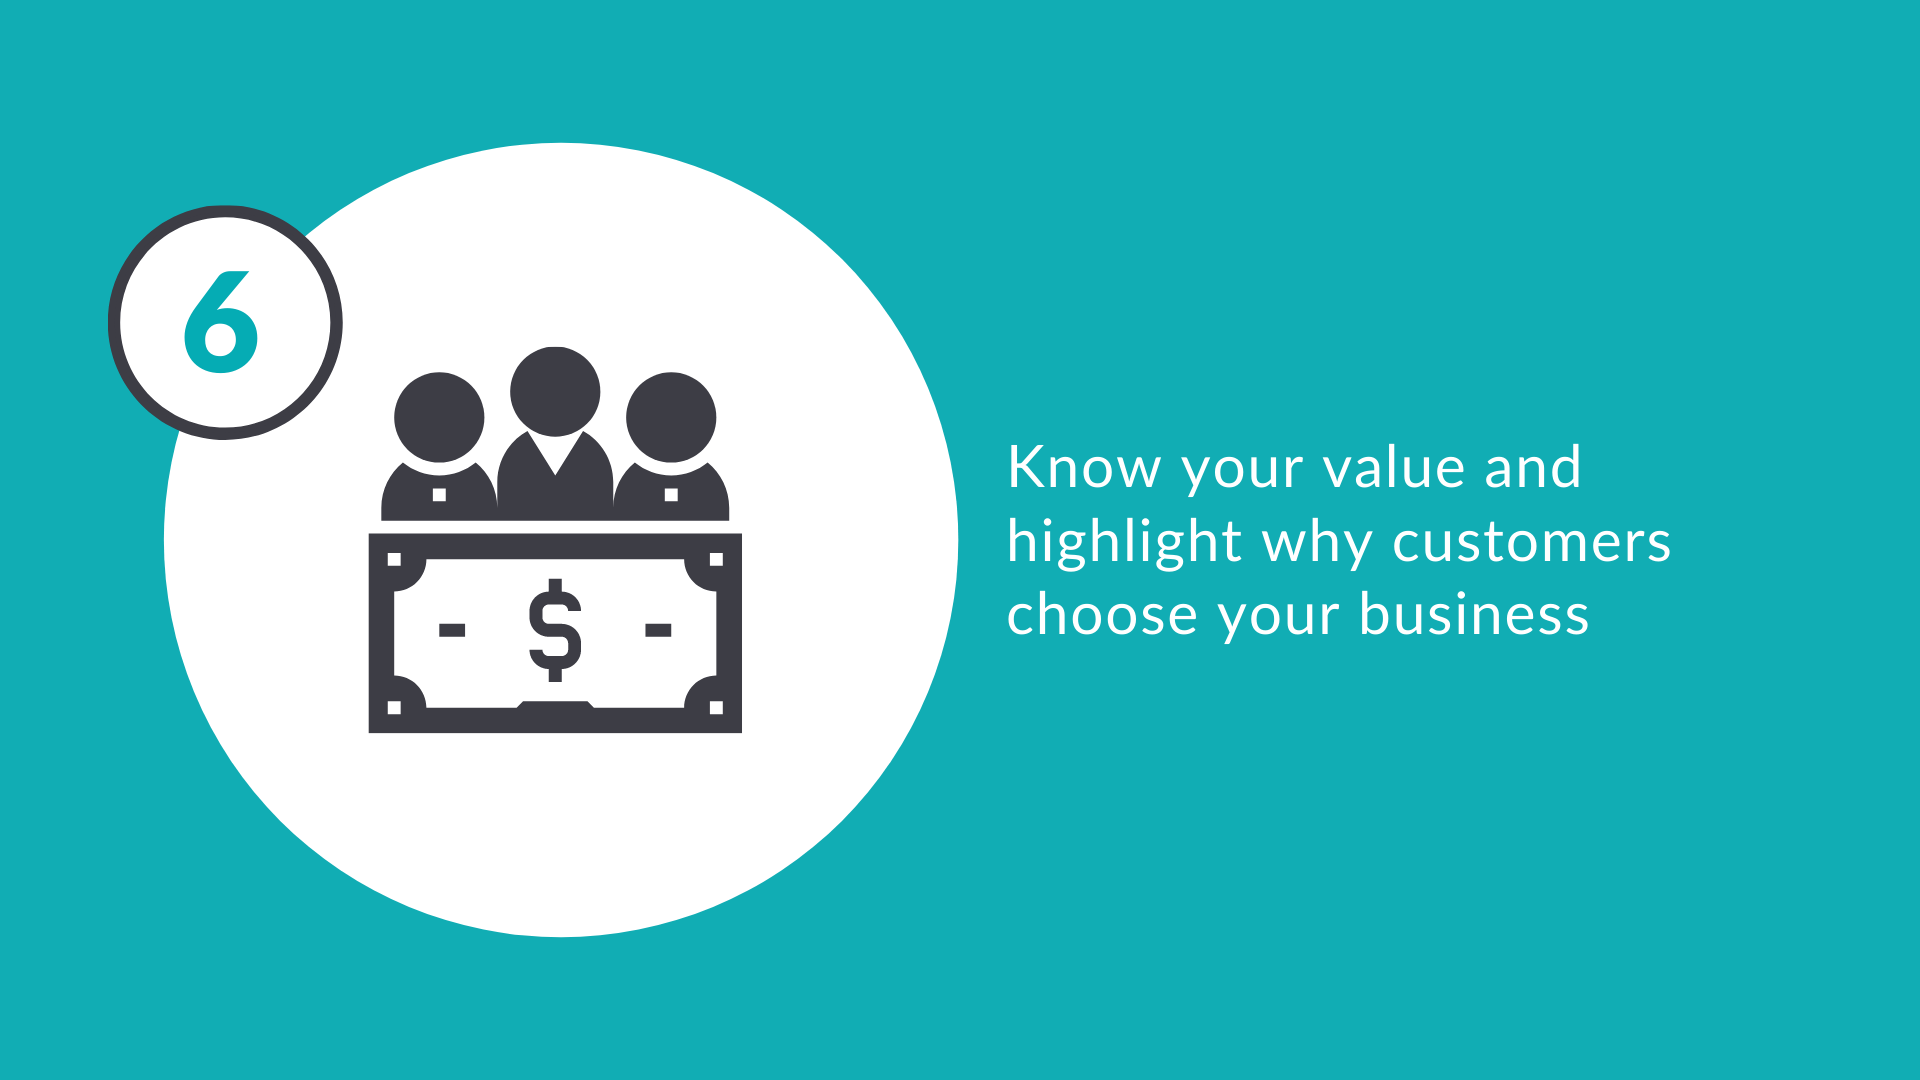 6
Know your value and
highlight why customers
choose your business
$